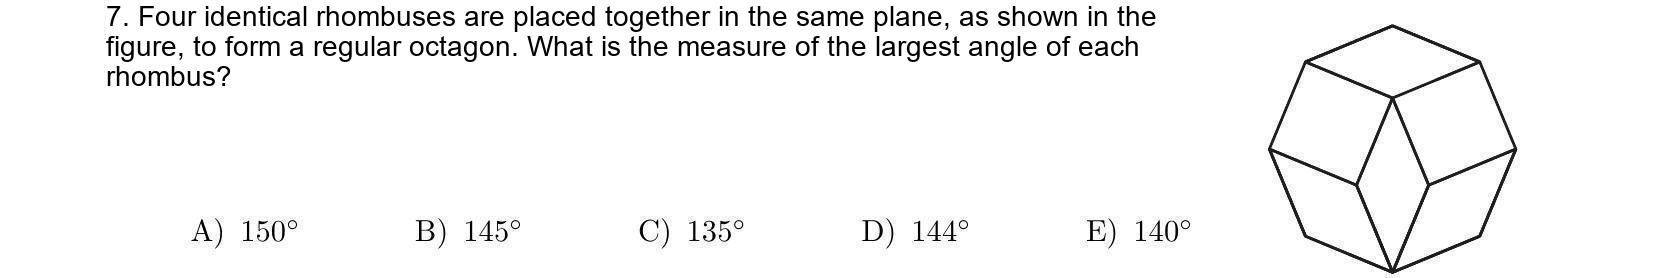 7. Four identical rhombuses are placed together in the same plane, as shown in the
figure, to form a regular octagon. What is the measure of the largest angle of each
rhombus?
A) 150° B) 145° C) 135° D) 144° E) 140°